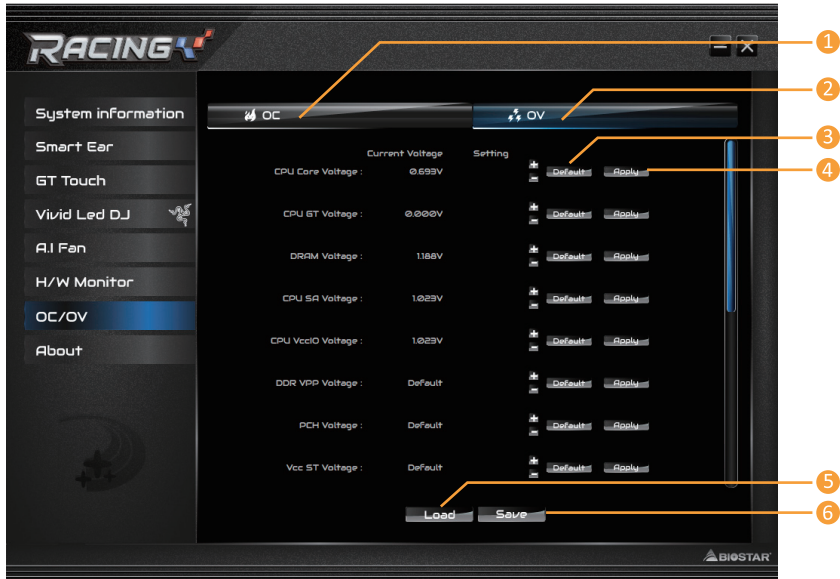 RACING
1
2
System information
OC
OV
Smart Ear
3
Current Voltage Setting
CPU Core Voltage : 0.693V Default Apply
4
GT Touch
Vivid Led DJ
CPU GT Voltage : 0.000V Default Apply
A.I Fan
DRAM Voltage : 1.188V Default Apply
H/W Monitor
CPU SA Voltage : 1.023V Default Apply
OC/OV
CPU VccIO Voltage : 1.023V Default Apply
About
DDR VPP Voltage : Default Default Apply
PCH Voltage : Default Default Apply
Vcc ST Voltage : Default Default Apply
5
Load Save
6
BIOSTAR